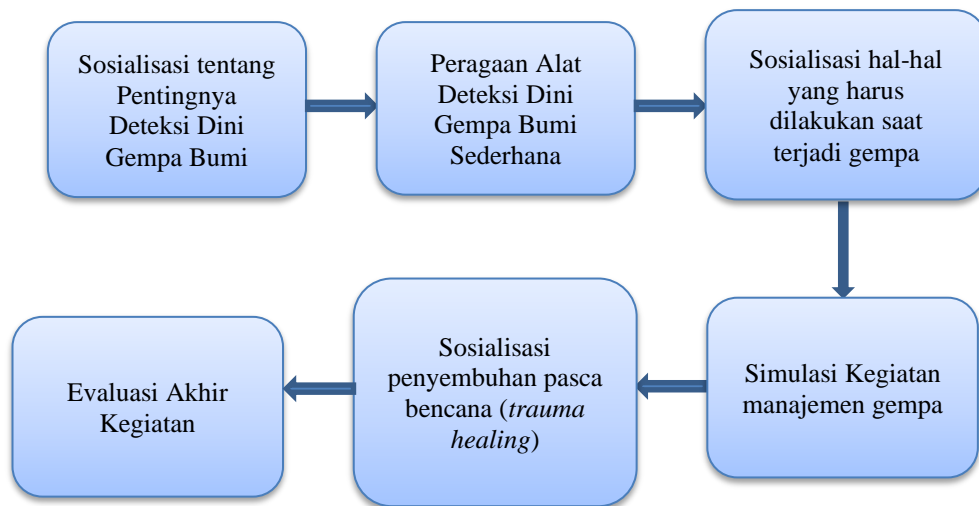 Sosialisasi tentang
Pentingnya
Deteksi Dini
Gempa Bumi
Peragaan Alat
Deteksi Dini
Gempa Bumi
Sederhana
Sosialisasi hal-hal
yang harus
dilakukan saat
terjadi gempa
Simulasi Kegiatan
manajemen gempa
Sosialisasi
penyembuhan pasca
bencana (trauma
healing)
Evaluasi Akhir
Kegiatan